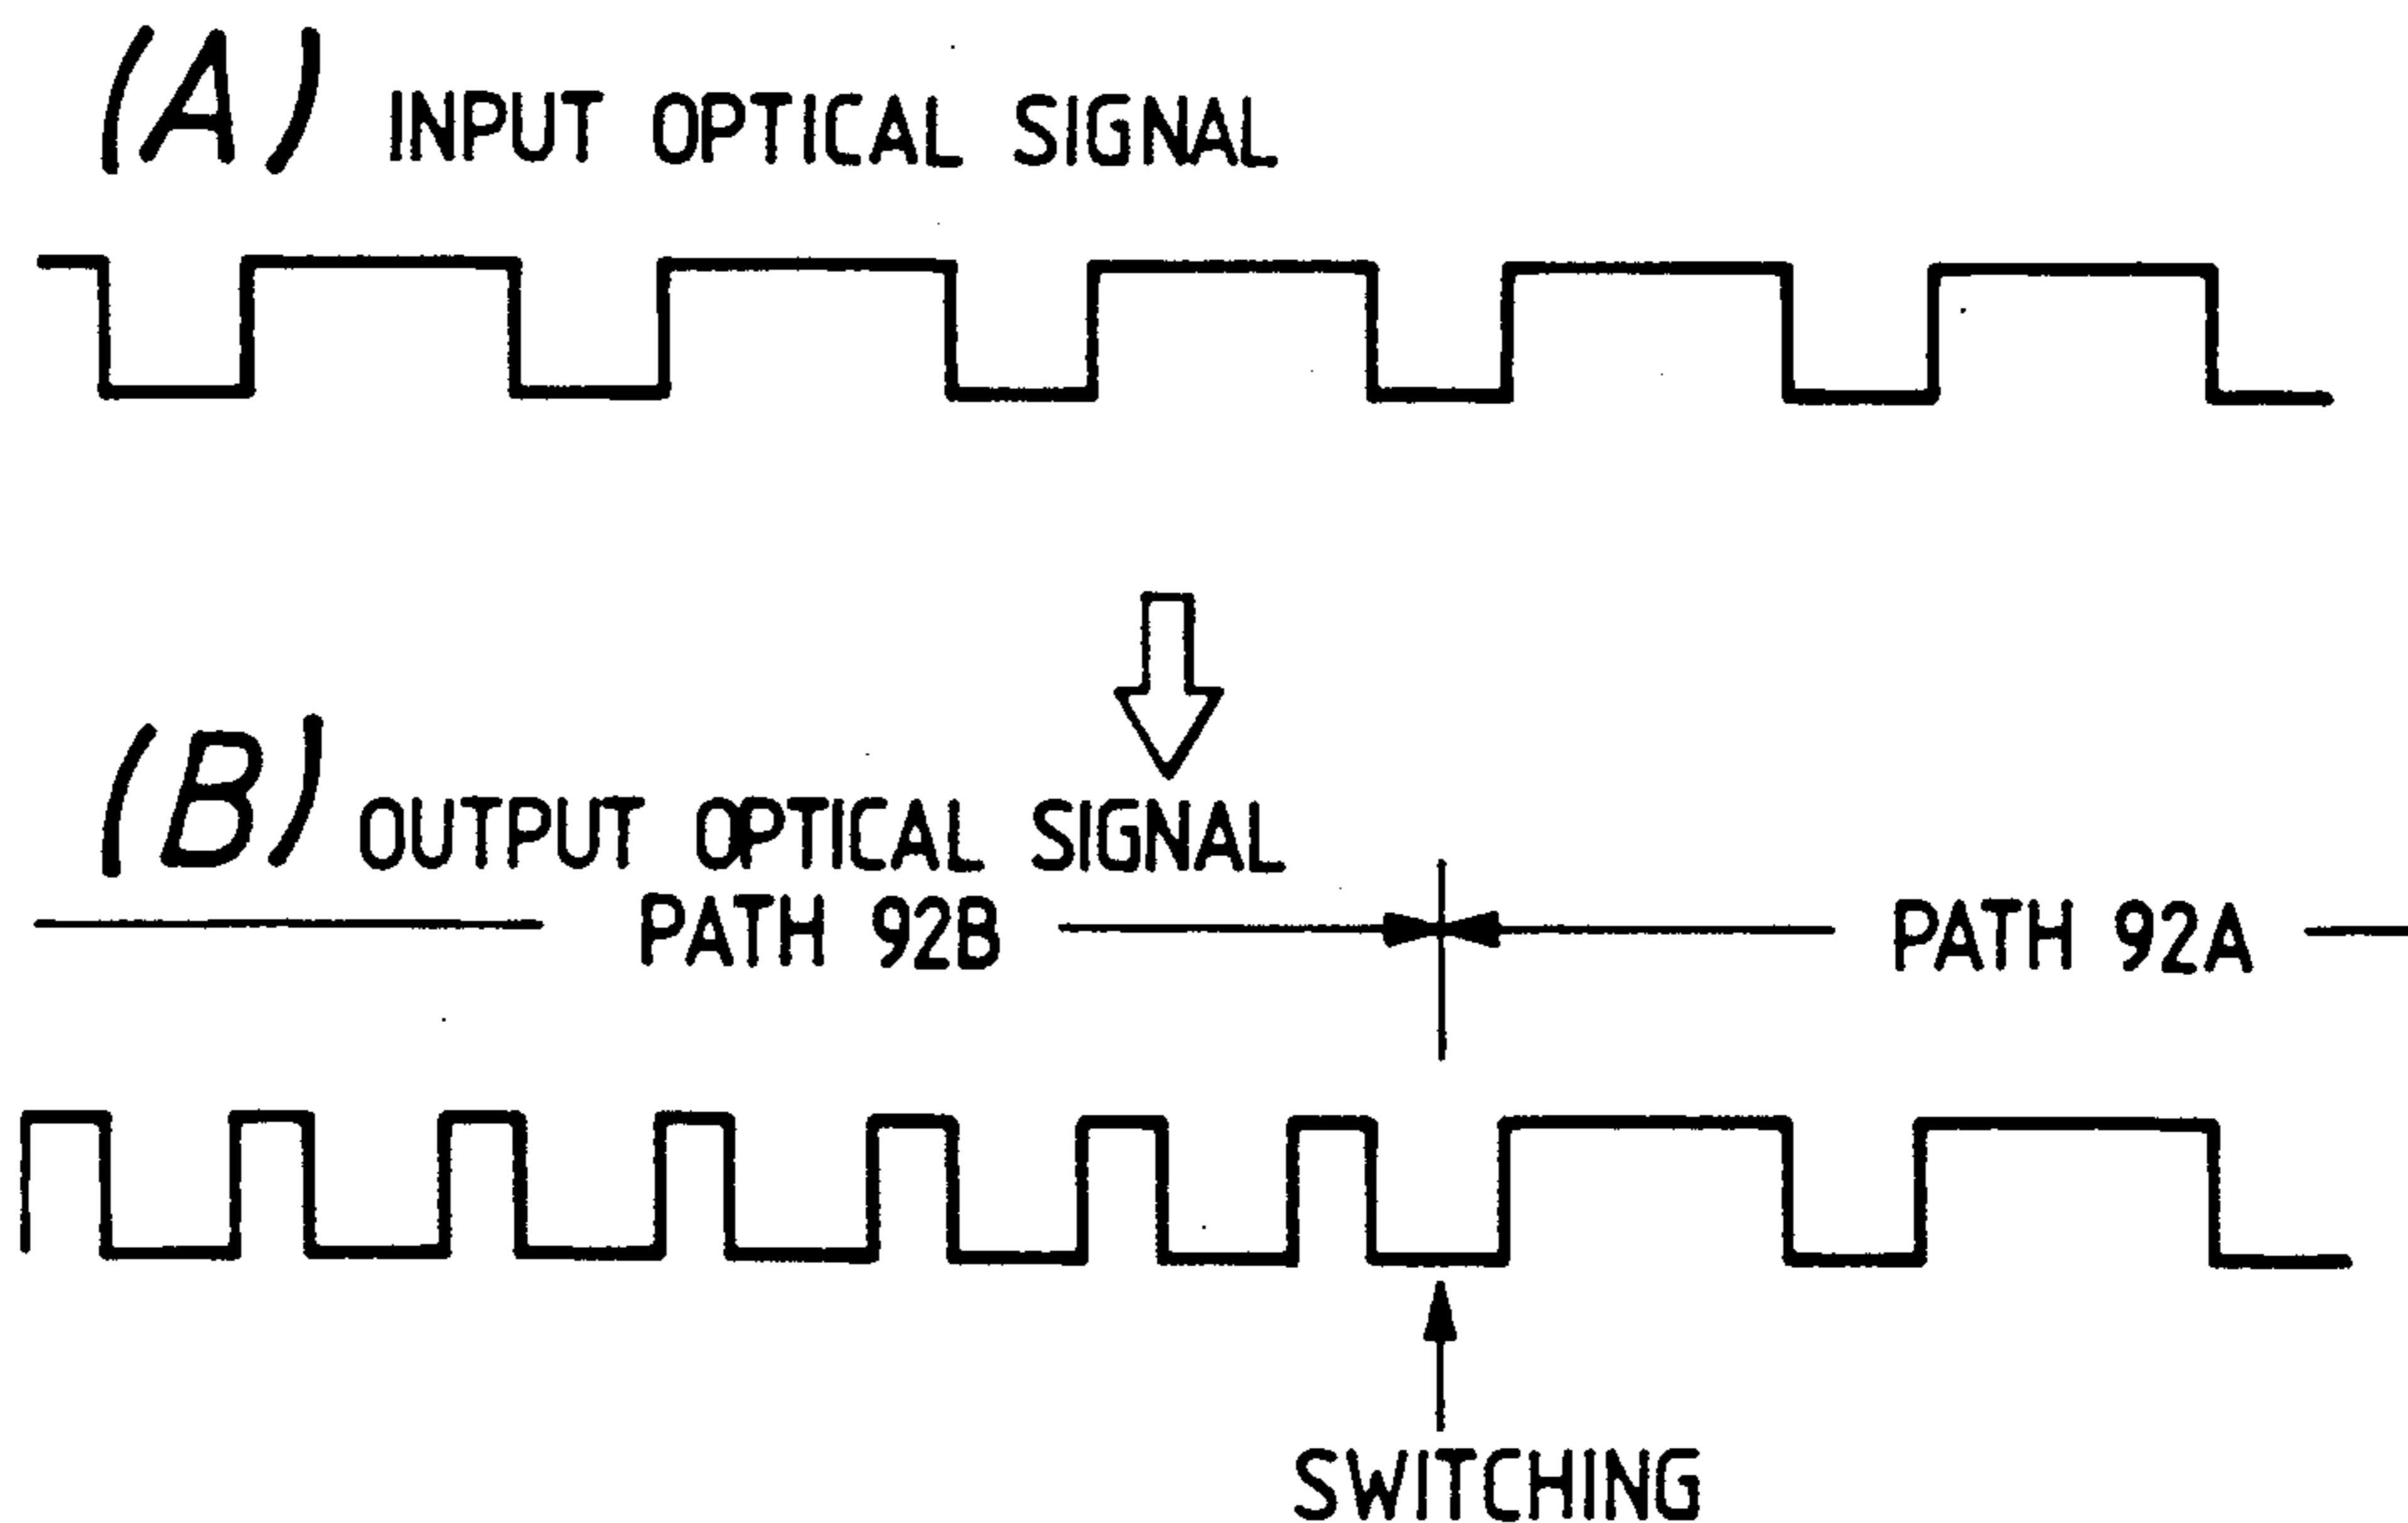 (A) INPUT OPTICAL SIGNAL
(B) OUTPUT OPTICAL SIGNAL
PATH 92B
PATH 92A
SWITCHING